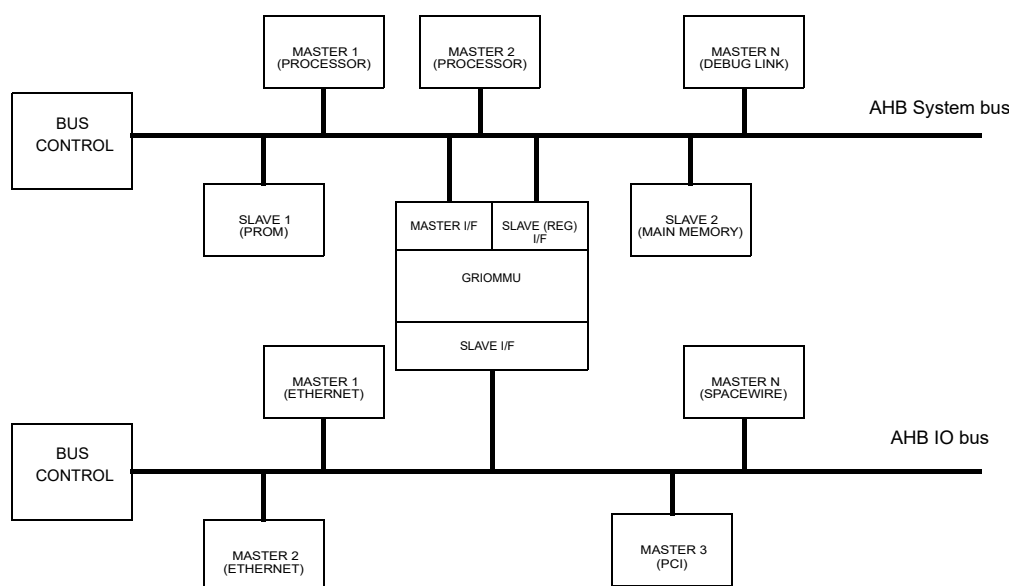 MASTER 1
(PROCESSOR)
MASTER 2
(PROCESSOR)
MASTER N
(DEBUG LINK)
AHB System bus
BUS
CONTROL
SLAVE 1
(PROM)
MASTER I/F
SLAVE (REG)
I/F
SLAVE 2
(MAIN MEMORY)
GRIOMMU
SLAVE I/F
MASTER 1
(ETHERNET)
MASTER N
(SPACEWIRE)
AHB IO bus
BUS
CONTROL
MASTER 2
(ETHERNET)
MASTER 3
(PCI)